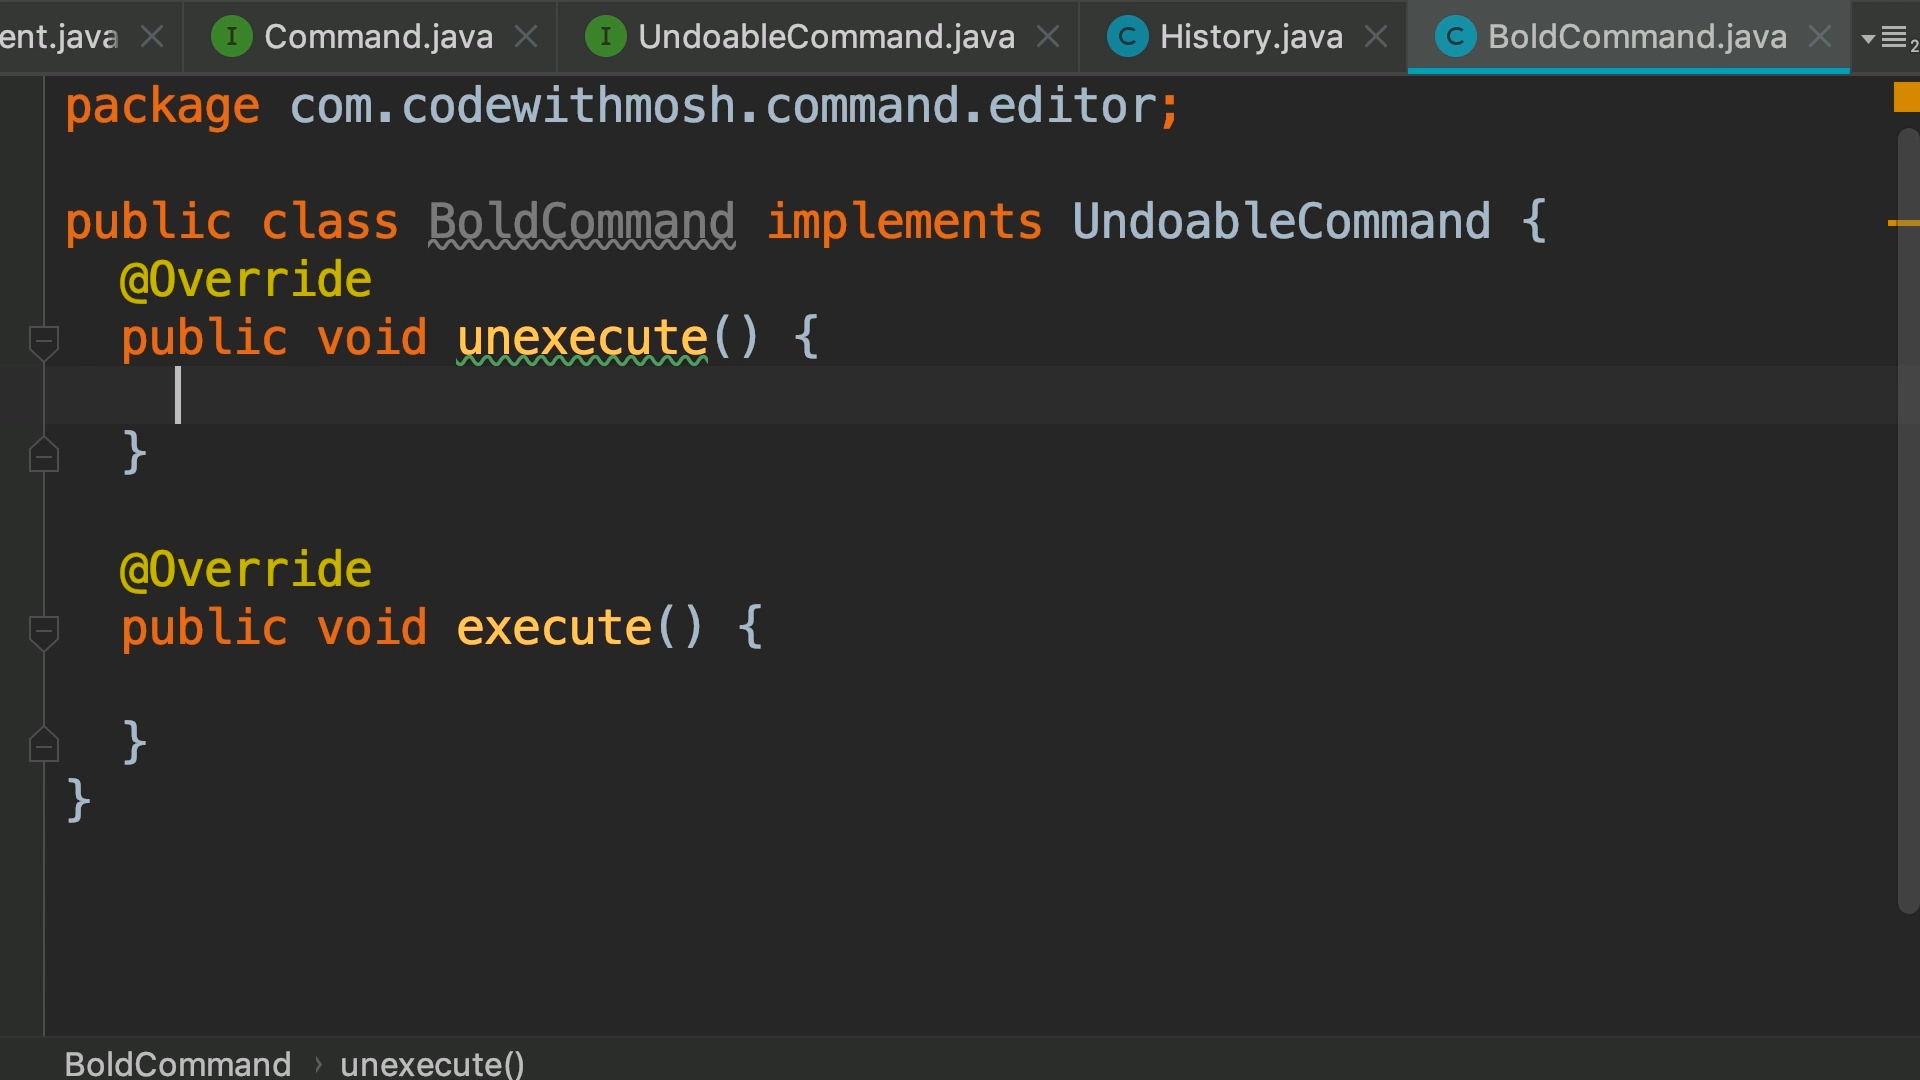 ent.java Command.java UndoableCommand.java History.java BoldCommand.java 2
package com.codewithmosh.command.editor;

public class BoldCommand implements UndoableCommand {
  @Override
  public void unexecute() {

  }

  @Override
  public void execute() {

  }
}
BoldCommand › unexecute()